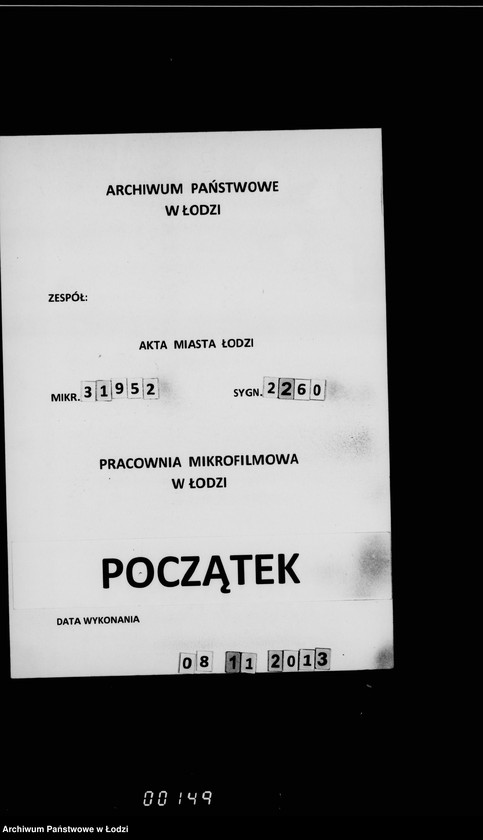 ARCHIWUM PAŃSTWOWE
W ŁODZI
ZESPÓŁ:
AKTA MIASTA ŁODZI
MIKR. 31952 SYGN. 2260
PRACOWNIA MIKROFILMOWA
W ŁODZI
POCZĄTEK
DATA WYKONANIA
08 11 2013
00149
Archiwum Państwowe w Łodzi